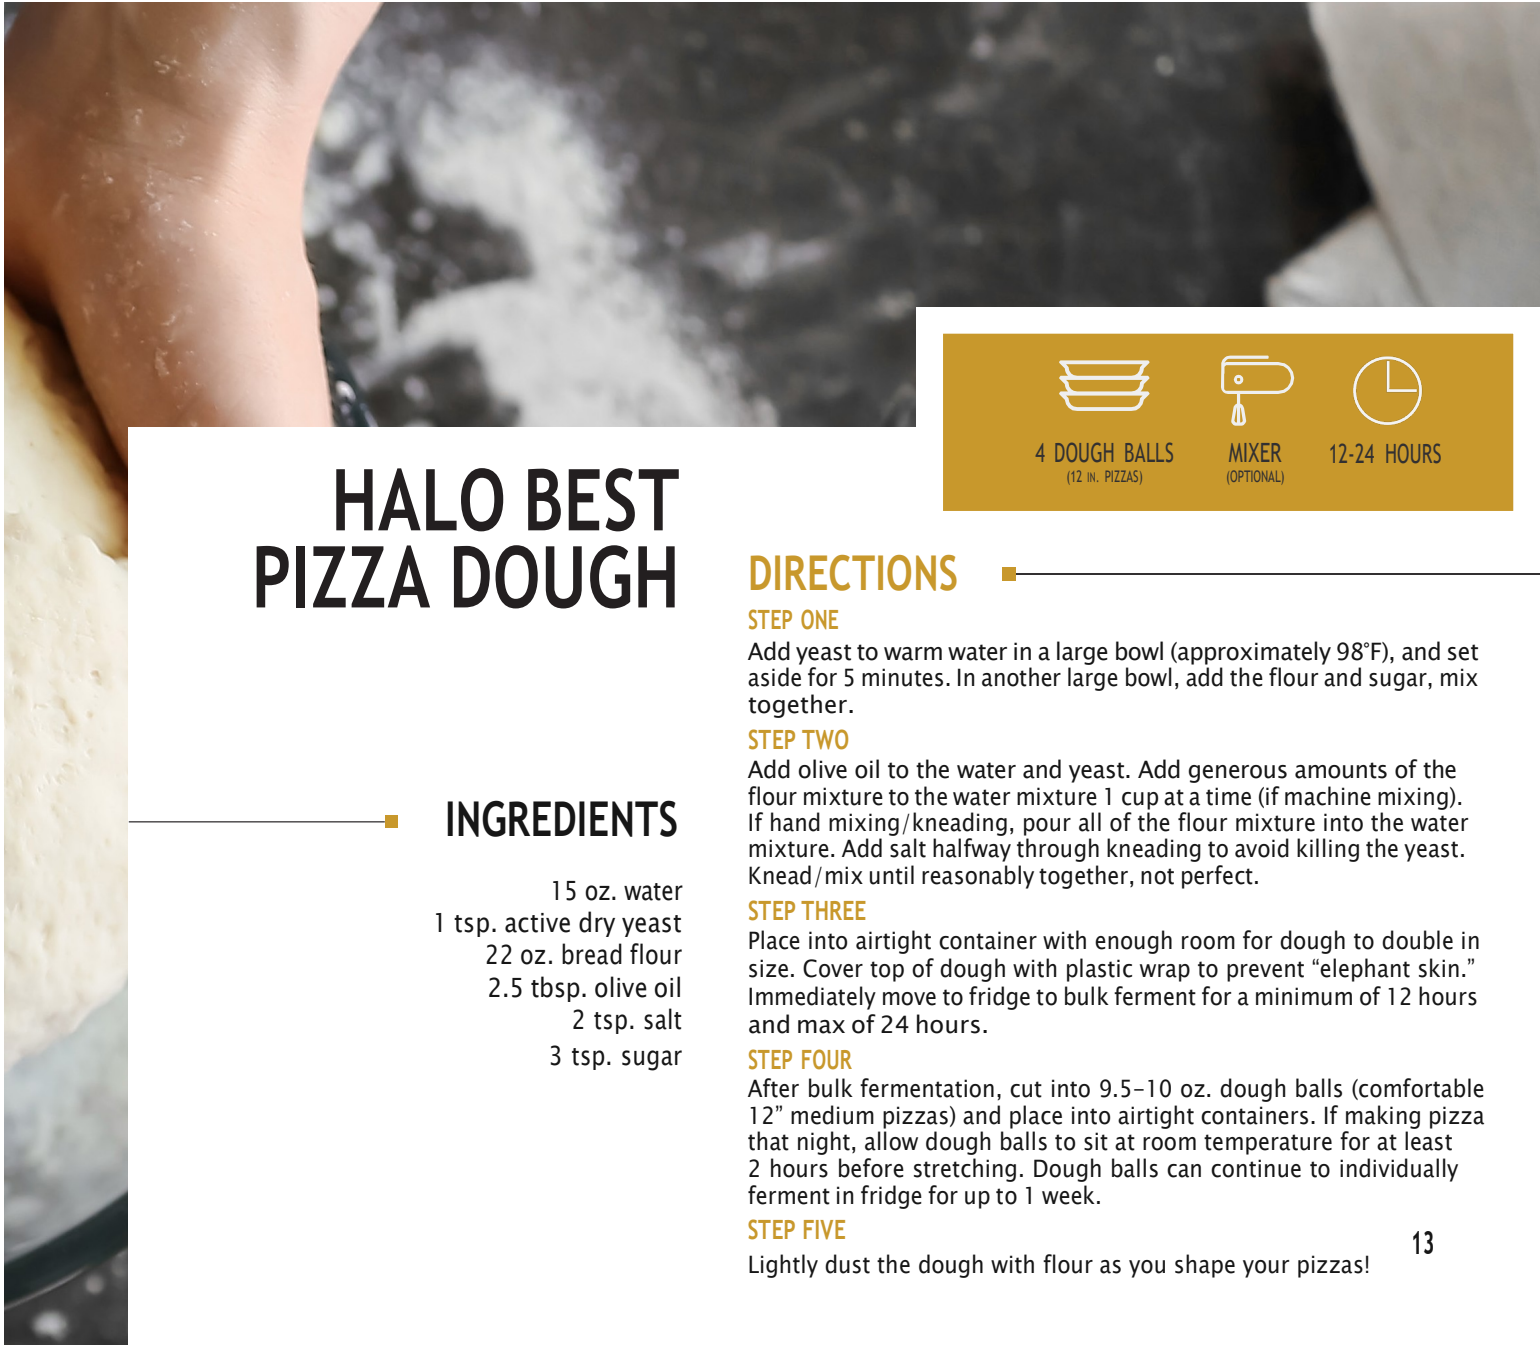 4 DOUGH BALLS
(12 IN. PIZZAS)
MIXER
(OPTIONAL)
12-24 HOURS
HALO BEST
PIZZA DOUGH
INGREDIENTS
15 oz. water
1 tsp. active dry yeast
22 oz. bread flour
2.5 tbsp. olive oil
2 tsp. salt
3 tsp. sugar
DIRECTIONS
STEP ONE
Add yeast to warm water in a large bowl (approximately 98°F), and set
aside for 5 minutes. In another large bowl, add the flour and sugar, mix
together.
STEP TWO
Add olive oil to the water and yeast. Add generous amounts of the
flour mixture to the water mixture 1 cup at a time (if machine mixing).
If hand mixing/kneading, pour all of the flour mixture into the water
mixture. Add salt halfway through kneading to avoid killing the yeast.
Knead/mix until reasonably together, not perfect.
STEP THREE
Place into airtight container with enough room for dough to double in
size. Cover top of dough with plastic wrap to prevent “elephant skin.”
Immediately move to fridge to bulk ferment for a minimum of 12 hours
and max of 24 hours.
STEP FOUR
After bulk fermentation, cut into 9.5–10 oz. dough balls (comfortable
12” medium pizzas) and place into airtight containers. If making pizza
that night, allow dough balls to sit at room temperature for at least
2 hours before stretching. Dough balls can continue to individually
ferment in fridge for up to 1 week.
STEP FIVE
Lightly dust the dough with flour as you shape your pizzas!
13